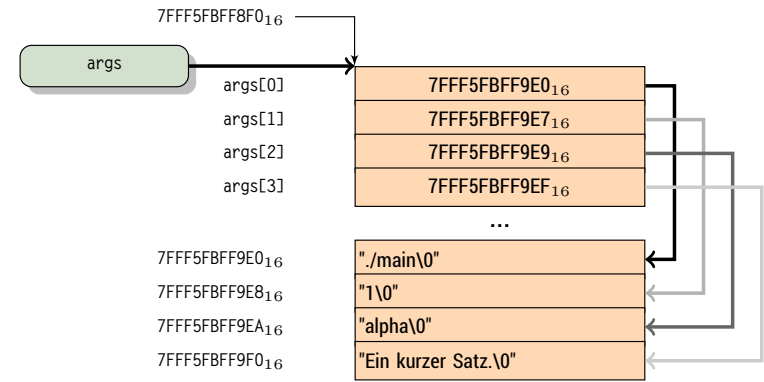 7FFF5FBFF8F0₁₆
args
args[0] 7FFF5FBFF9E0₁₆
args[1] 7FFF5FBFF9E7₁₆
args[2] 7FFF5FBFF9E9₁₆
args[3] 7FFF5FBFF9EF₁₆
...
7FFF5FBFF9E0₁₆ "./main\0"
7FFF5FBFF9E8₁₆ "1\0"
7FFF5FBFF9EA₁₆ "alpha\0"
7FFF5FBFF9F0₁₆ "Ein kurzer Satz.\0"